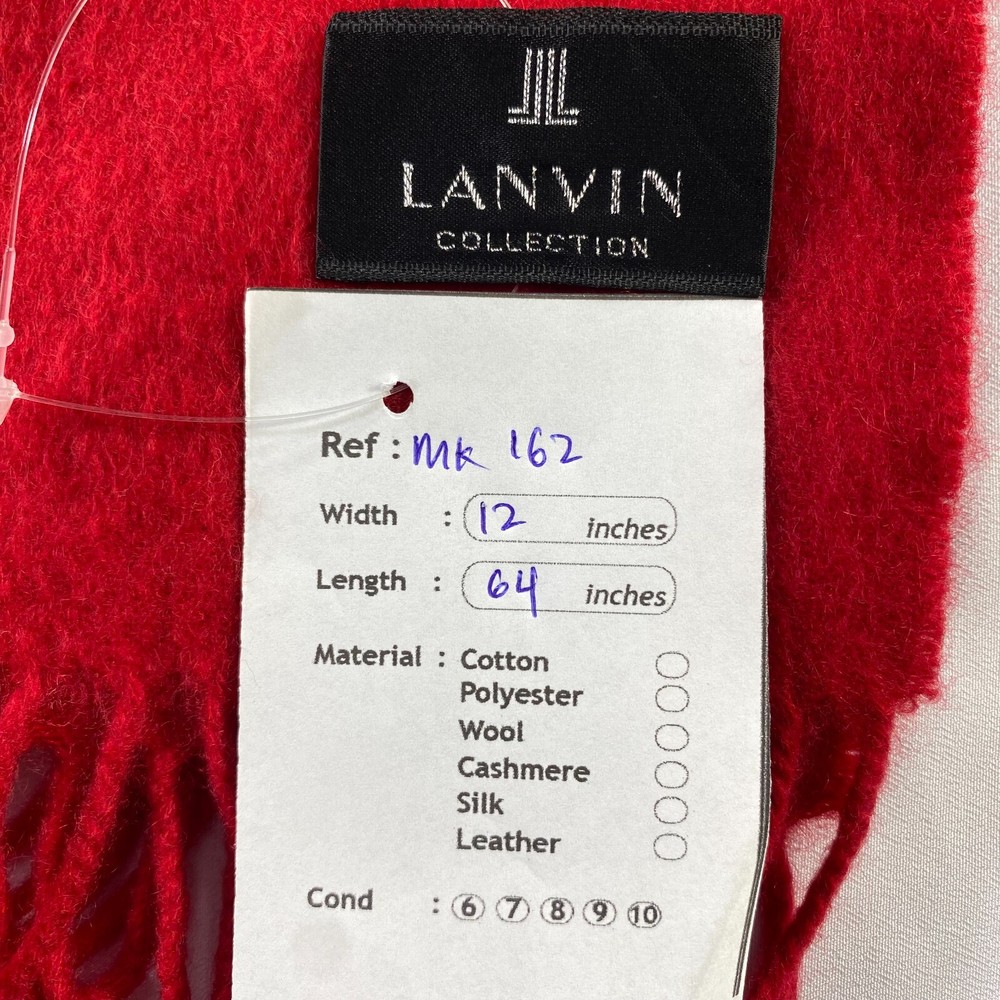 LANVIN
COLLECTION
Ref : MK 162
Width : 12 inches
Length : 64 inches
Material : Cotton
Polyester
Wool
Cashmere
Silk
Leather
Cond : 6 7 8 9 10